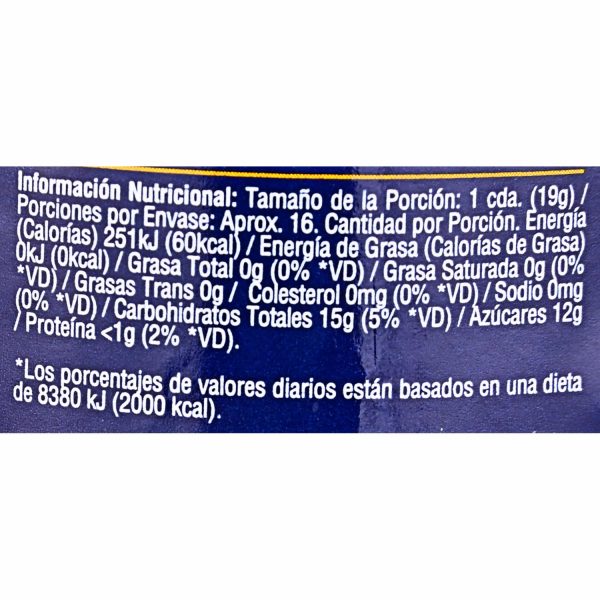 Información Nutricional: Tamaño de la Porción: 1 cda. (19g) /
Porciones por Envase: Aprox. 16. Cantidad por Porción. Energía
(Calorías) 251kJ (60kcal) / Energía de Grasa (Calorías de Grasa)
0kJ (0kcal) / Grasa Total 0g (0% *VD) / Grasa Saturada 0g (0%
*VD) / Grasas Trans 0g / Colesterol 0mg (0% *VD) / Sodio 0mg
(0% *VD) / Carbohidratos Totales 15g (5% *VD) / Azúcares 12g
/ Proteína <1g (2% *VD).
*Los porcentajes de valores diarios están basados en una dieta
de 8380 kJ (2000 kcal).